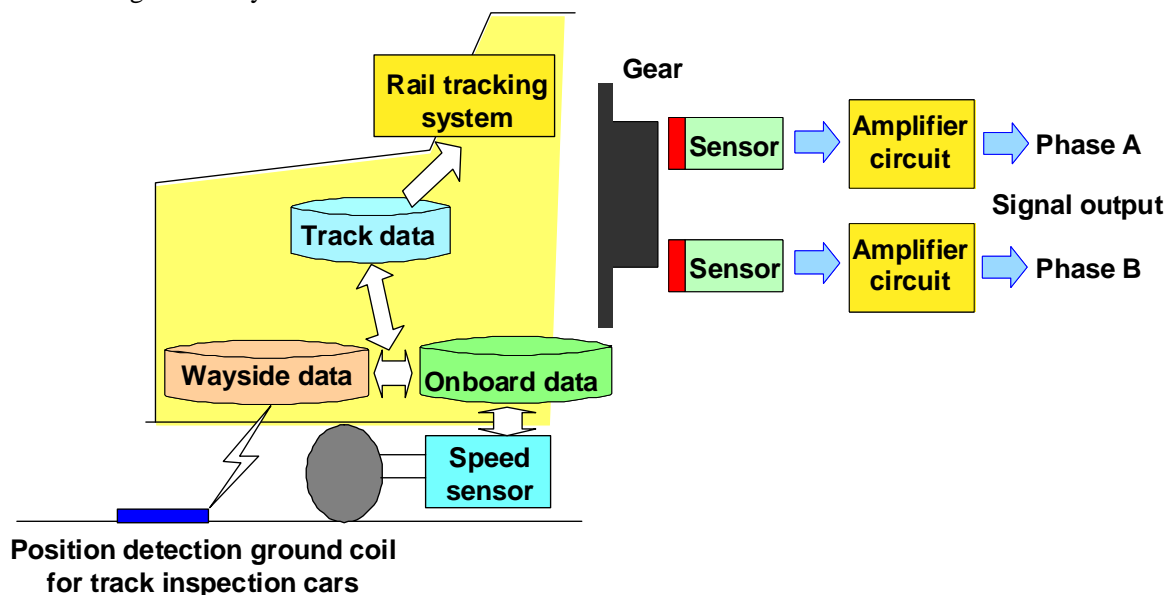 Rail tracking
system
Track data
Wayside data
Onboard data
Speed
sensor
Position detection ground coil
for track inspection cars
Gear
Sensor
Amplifier
circuit
Phase A
Signal output
Sensor
Amplifier
circuit
Phase B